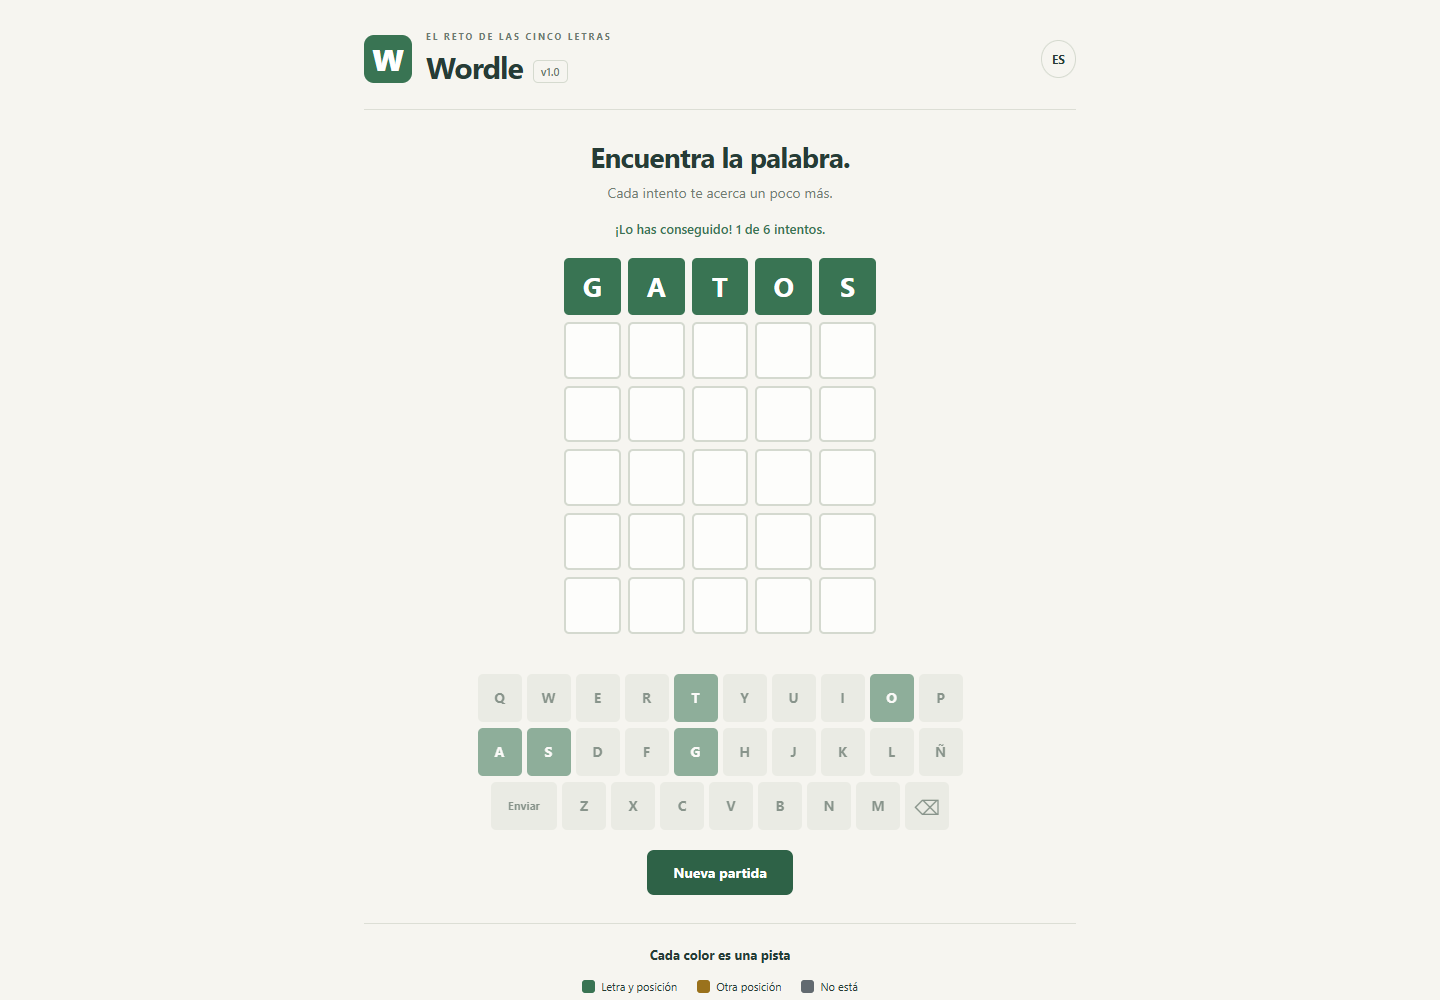 W
EL RETO DE LAS CINCO LETRAS
Wordle v1.0
ES
Encuentra la palabra.
Cada intento te acerca un poco más.
¡Lo has conseguido! 1 de 6 intentos.
G A T O S
Q W E R T Y U I O P
A S D F G H J K L Ñ
Enviar Z X C V B N M ⌫
Nueva partida
Cada color es una pista
Letra y posición Otra posición No está